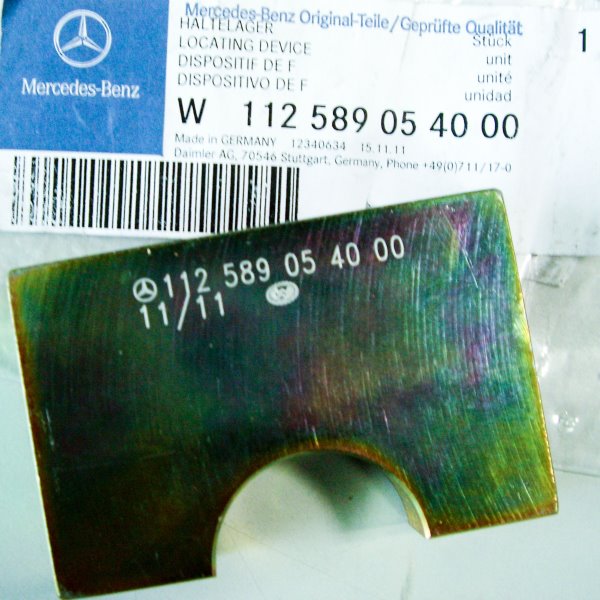 Mercedes-Benz Original-Teile/Geprüfte Qualität
HALTELAGER Stück 1
LOCATING DEVICE unit
DISPOSITIF DE F unité
DISPOSITIVO DE F unidad
Mercedes-Benz
W 112 589 05 40 00
Made in GERMANY 12340634 15.11.11
Daimler AG, 70546 Stuttgart, Germany, Phone +49(0)711/17-0
112 589 05 40 00
11/11